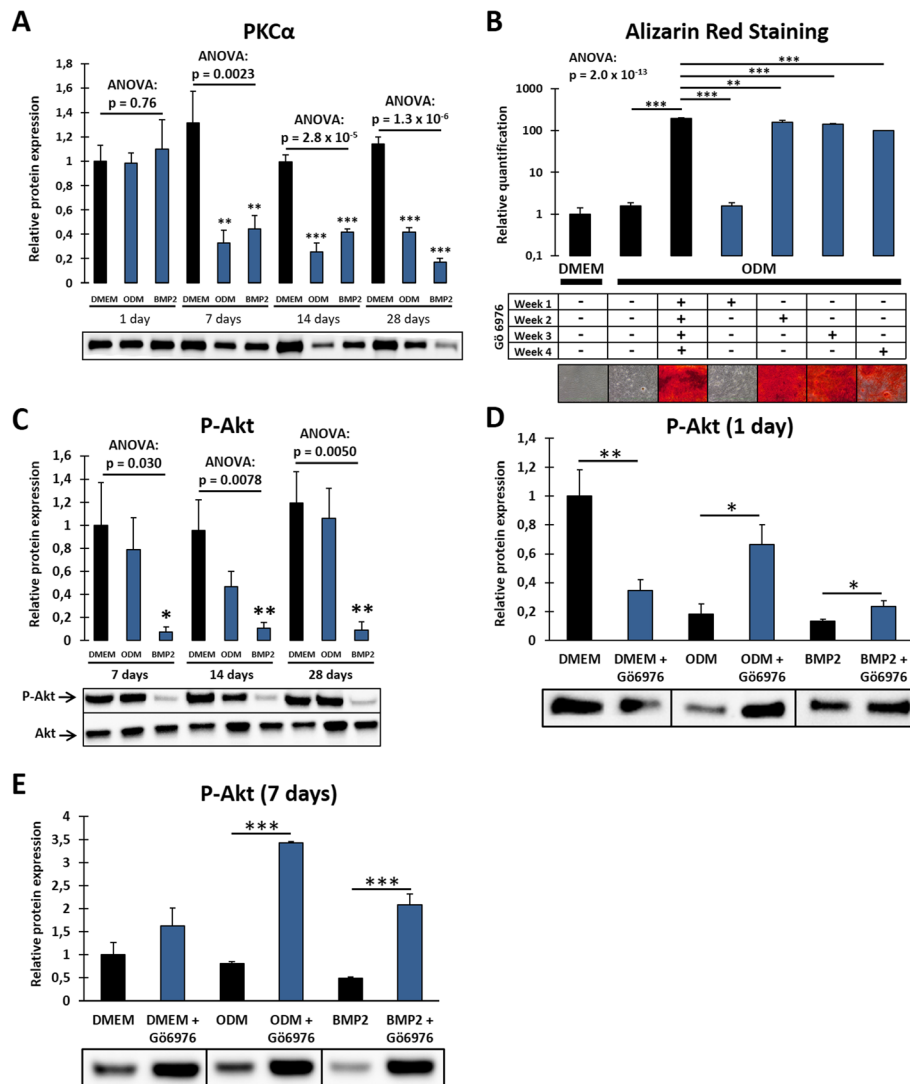 A
PKCα
Relative protein expression
1,8
1,6
1,4
1,2
1
0,8
0,6
0,4
0,2
0
ANOVA:
p = 0.76
ANOVA:
p = 0.0023
ANOVA:
p = 2.8 x 10-5
ANOVA:
p = 1.3 x 10-6
** ** *** *** *** ***
DMEM ODM BMP2 DMEM ODM BMP2 DMEM ODM BMP2 DMEM ODM BMP2
1 day 7 days 14 days 28 days
B
Alizarin Red Staining
ANOVA:
p = 2.0 x 10-13
***
***
**
***
***
Relative quantification
1000
100
10
1
0,1
DMEM ODM
Gö 6976
Week 1 - - + + - - -
Week 2 - - + - + - -
Week 3 - - + - - + -
Week 4 - - + - - - +
C
P-Akt
Relative protein expression
1,6
1,4
1,2
1
0,8
0,6
0,4
0,2
0
ANOVA:
p = 0.030
ANOVA:
p = 0.0078
ANOVA:
p = 0.0050
* ** **
DMEM ODM BMP2 DMEM ODM BMP2 DMEM ODM BMP2
7 days 14 days 28 days
P-Akt
Akt
D
P-Akt (1 day)
Relative protein expression
1,4
1,2
1
0,8
0,6
0,4
0,2
0
** * *
DMEM DMEM + Gö6976 ODM ODM + Gö6976 BMP2 BMP2 + Gö6976
E
P-Akt (7 days)
Relative protein expression
4
3,5
3
2,5
2
1,5
1
0,5
0
*** ***
DMEM DMEM + Gö6976 ODM ODM + Gö6976 BMP2 BMP2 + Gö6976